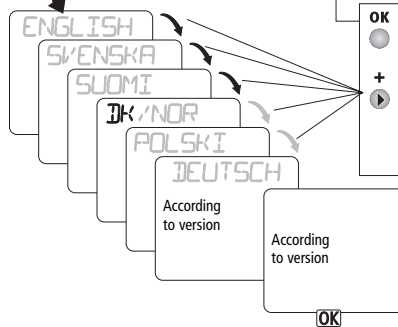 ENGLISH
SVENSKA
SUOMI
DK/NOR
POLSKI
DEUTSCH
According
to version
According
to version
OK
OK
+